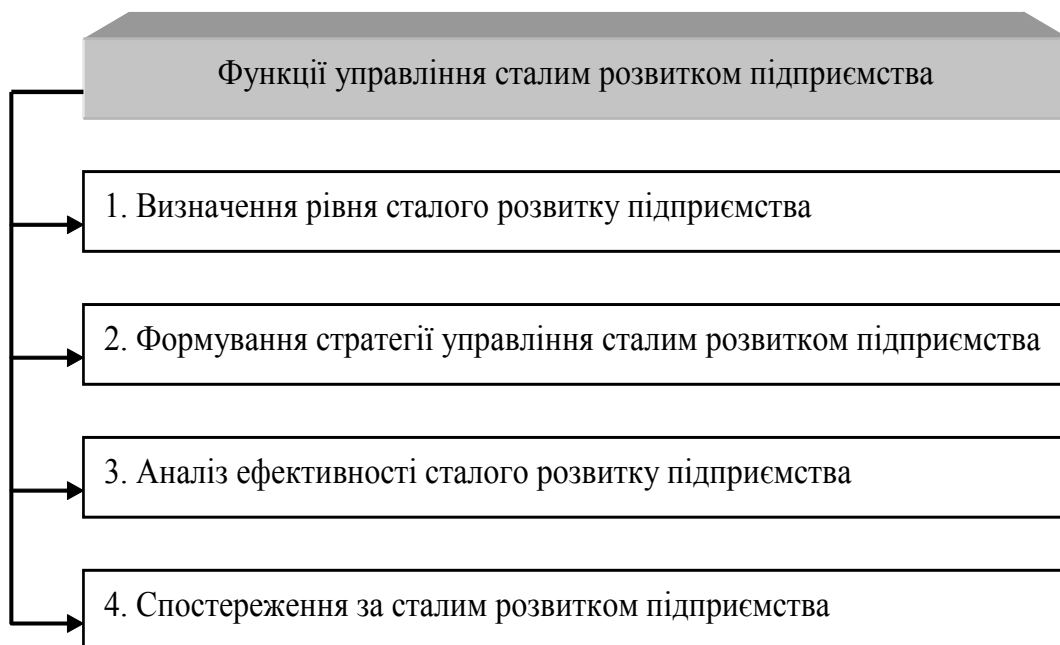 Функції управління сталим розвитком підприємства
1. Визначення рівня сталого розвитку підприємства
2. Формування стратегії управління сталим розвитком підприємства
3. Аналіз ефективності сталого розвитку підприємства
4. Спостереження за сталим розвитком підприємства